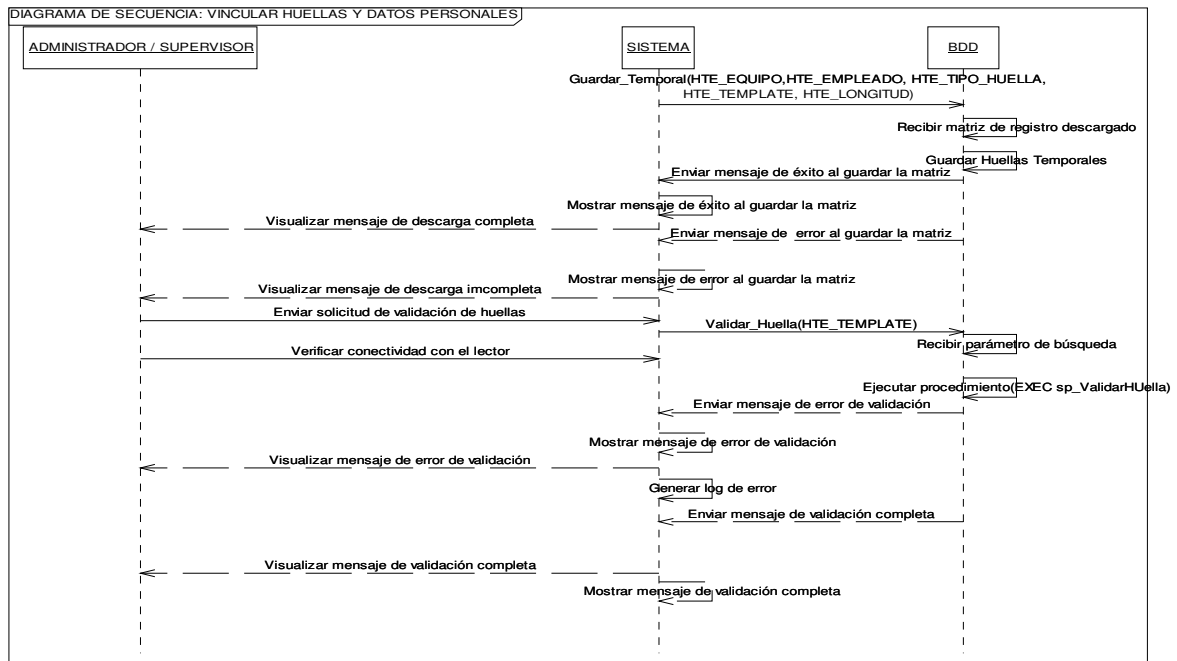 DIAGRAMA DE SECUENCIA: VINCULAR HUELLAS Y DATOS PERSONALES
ADMINISTRADOR / SUPERVISOR
SISTEMA
BDD
Guardar_Temporal(HTE_EQUIPO,HTE_EMPLEADO, HTE_TIPO_HUELLA,
HTE_TEMPLATE, HTE_LONGITUD)
Recibir matriz de registro descargado
Guardar Huellas Temporales
Enviar mensaje de éxito al guardar la matriz
Mostrar mensaje de éxito al guardar la matriz
Visualizar mensaje de descarga completa
Enviar mensaje de error al guardar la matriz
Mostrar mensaje de error al guardar la matriz
Visualizar mensaje de descarga imcompleta
Enviar solicitud de validación de huellas
Validar_Huella(HTE_TEMPLATE)
Recibir parámetro de búsqueda
Verificar conectividad con el lector
Ejecutar procedimiento(EXEC sp_ValidarHUella)
Enviar mensaje de error de validación
Mostrar mensaje de error de validación
Visualizar mensaje de error de validación
Generar log de error
Enviar mensaje de validación completa
Visualizar mensaje de validación completa
Mostrar mensaje de validación completa